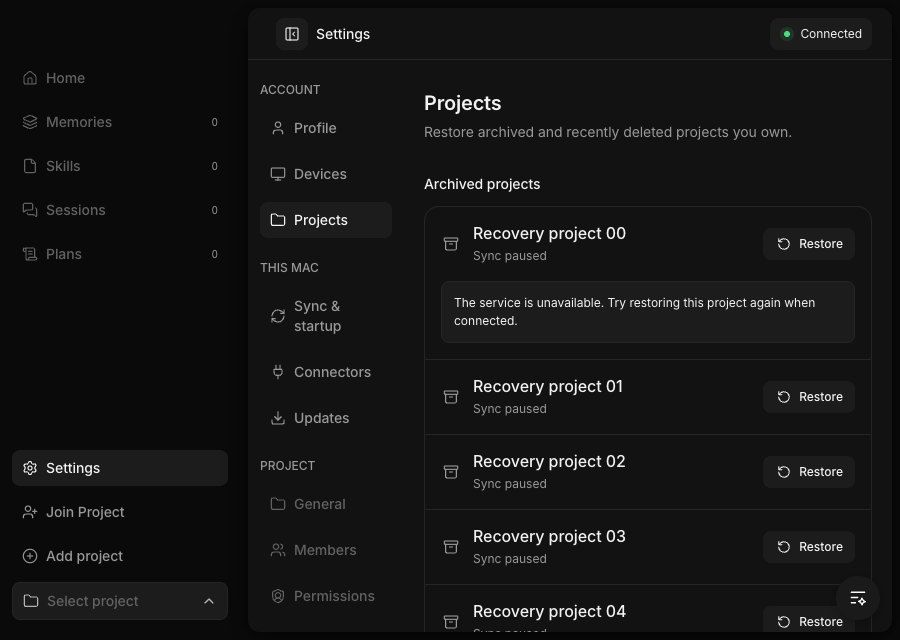 Home
Memories 0
Skills 0
Sessions 0
Plans 0
Settings
Join Project
Add project
Select project
Settings
Connected
ACCOUNT
Profile
Devices
Projects
THIS MAC
Sync &
startup
Connectors
Updates
PROJECT
General
Members
Permissions
Projects
Restore archived and recently deleted projects you own.
Archived projects
Recovery project 00
Sync paused
Restore
The service is unavailable. Try restoring this project again when
connected.
Recovery project 01
Sync paused
Restore
Recovery project 02
Sync paused
Restore
Recovery project 03
Sync paused
Restore
Recovery project 04
Sync paused
Restore